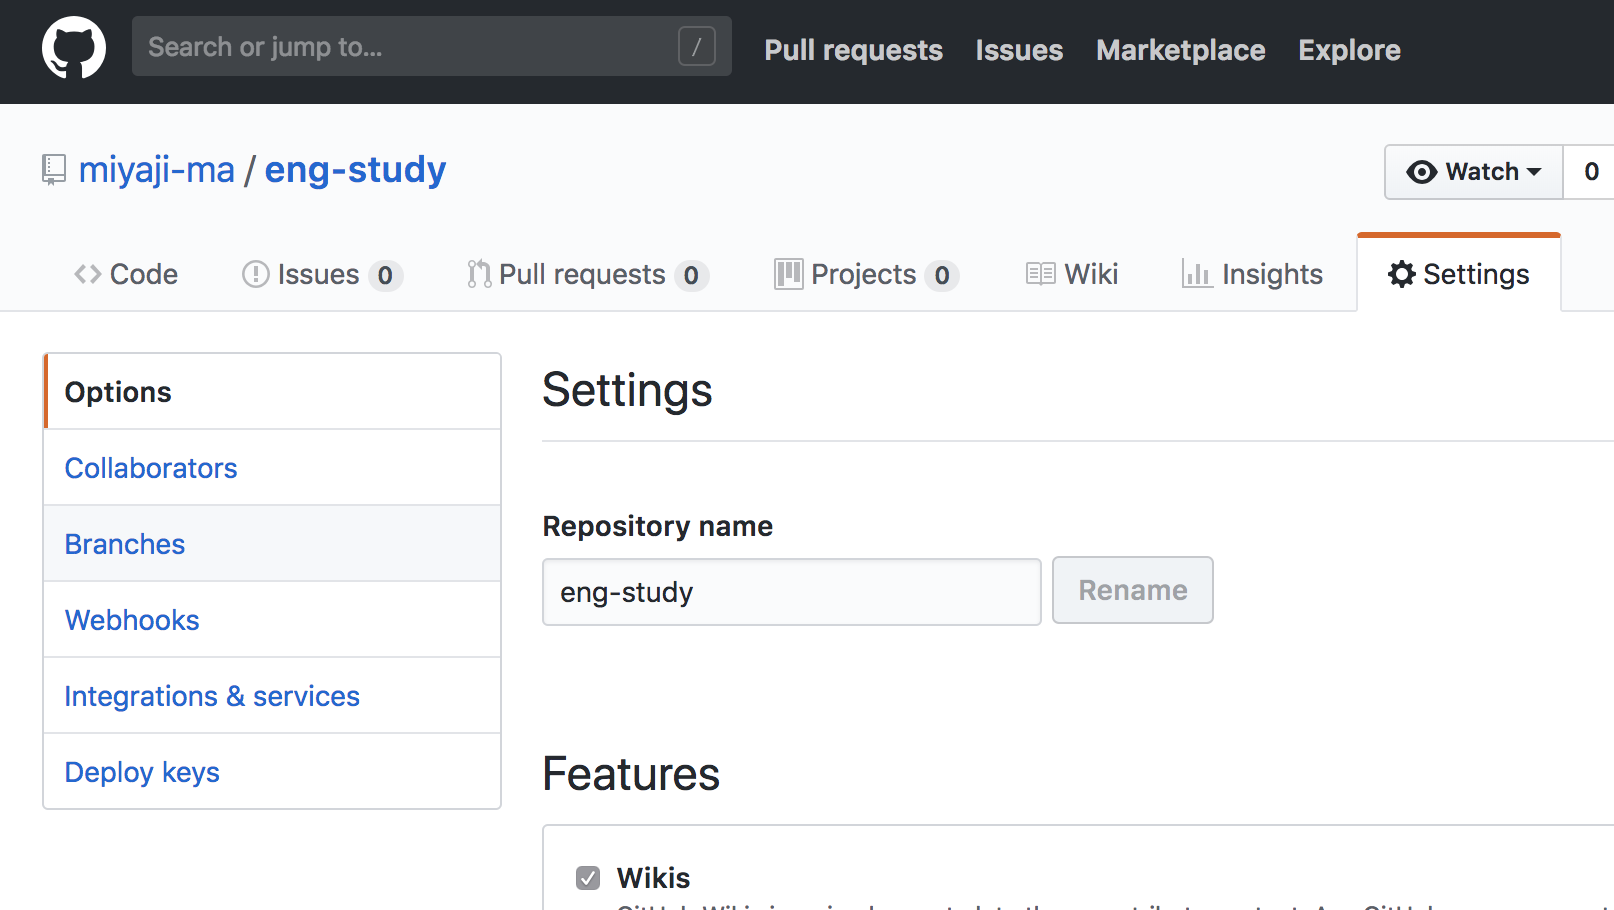 Search or jump to... /
Pull requests Issues Marketplace Explore
miyaji-ma / eng-study
Watch 0
Code Issues 0 Pull requests 0 Projects 0 Wiki Insights Settings
Options
Collaborators
Branches
Webhooks
Integrations & services
Deploy keys
Settings
Repository name
eng-study Rename
Features
Wikis